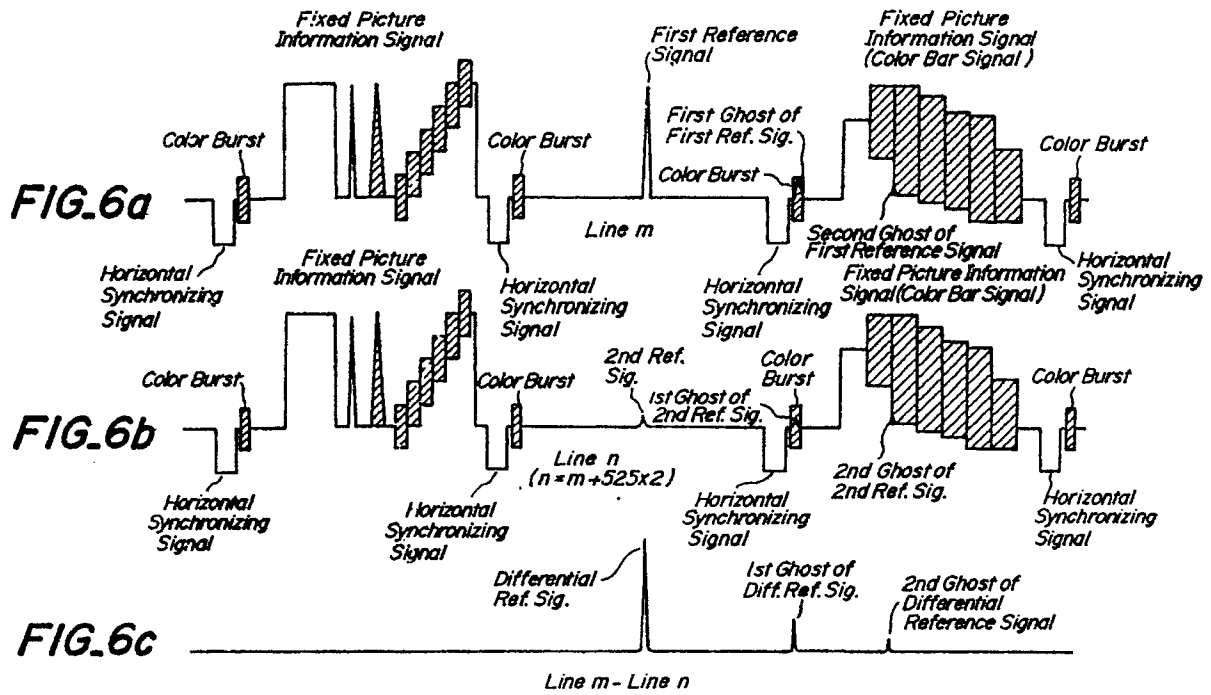 Fixed Picture
Information Signal
First Reference
Signal
Fixed Picture
Information Signal
(Color Bar Signal)
Color Burst
Color Burst
First Ghost of
First Ref. Sig.
Color Burst
Color Burst
FIG_6a
Line m
Second Ghost of
First Reference Signal
Horizontal
Synchronizing
Signal
Horizontal
Synchronizing
Signal
Horizontal
Synchronizing
Signal
Horizontal
Synchronizing
Signal
Fixed Picture
Information Signal
Fixed Picture Information
Signal (Color Bar Signal)
Color Burst
Color Burst
2nd Ref.
Sig.
1st Ghost of
2nd Ref. Sig.
Color
Burst
Color Burst
FIG_6b
Line n
(n=m+525x2)
2nd Ghost of
2nd Ref. Sig.
Horizontal
Synchronizing
Signal
Horizontal
Synchronizing
Signal
Horizontal
Synchronizing
Signal
Horizontal
Synchronizing
Signal
Differential
Ref. Sig.
1st Ghost of
Diff. Ref. Sig.
2nd Ghost of
Differential
Reference Signal
FIG_6c
Line m - Line n